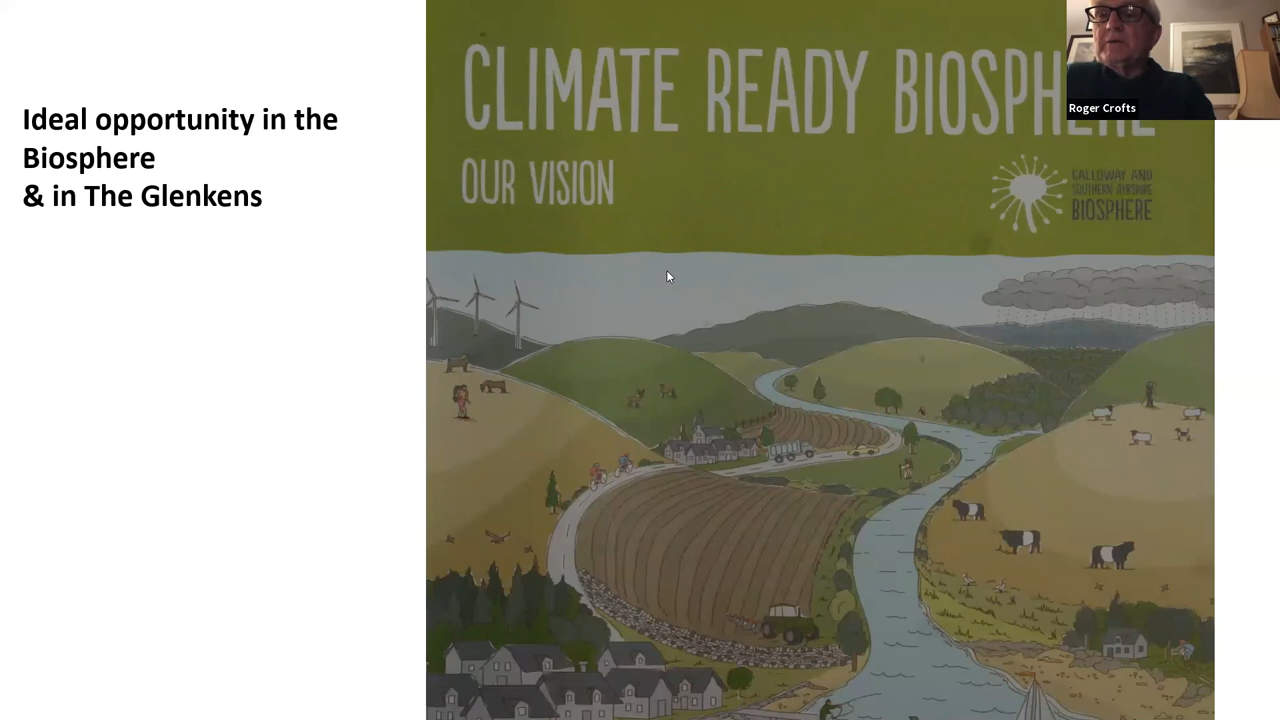 Ideal opportunity in the
Biosphere
& in The Glenkens
CLIMATE READY BIOSPHERE
OUR VISION
GALLOWAY AND
SOUTHERN AYRSHIRE
BIOSPHERE
Roger Crofts